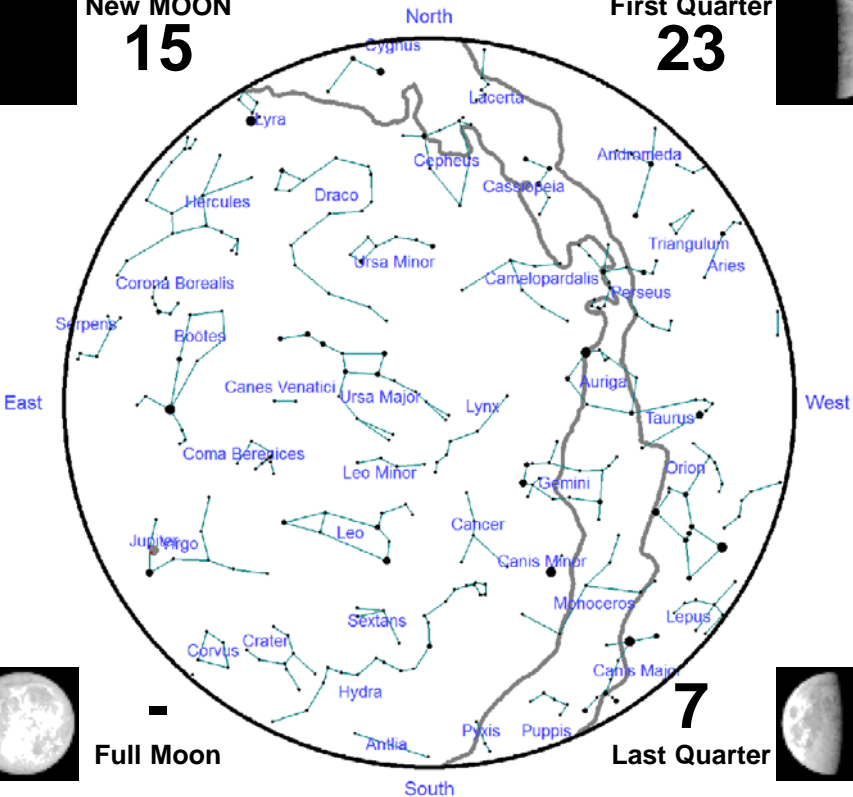 New MOON
15
North
First Quarter
23
Cygnus
Lacerta
Lyra
Cepheus
Andromeda
Cassiopeia
Draco
Hercules
Triangulum
Ursa Minor
Aries
Camelopardalis
Corona Borealis
Perseus
Serpens
Boötes
Auriga
Canes Venatici
Ursa Major
East
Lynx
West
Taurus
Coma Berenices
Leo Minor
Orion
Gemini
Cancer
Leo
Jupiter
Virgo
Canis Minor
Monoceros
Lepus
Sextans
Crater
Corvus
Canis Major
Hydra
-
7
Pyxis
Puppis
Antlia
Full Moon
Last Quarter
South